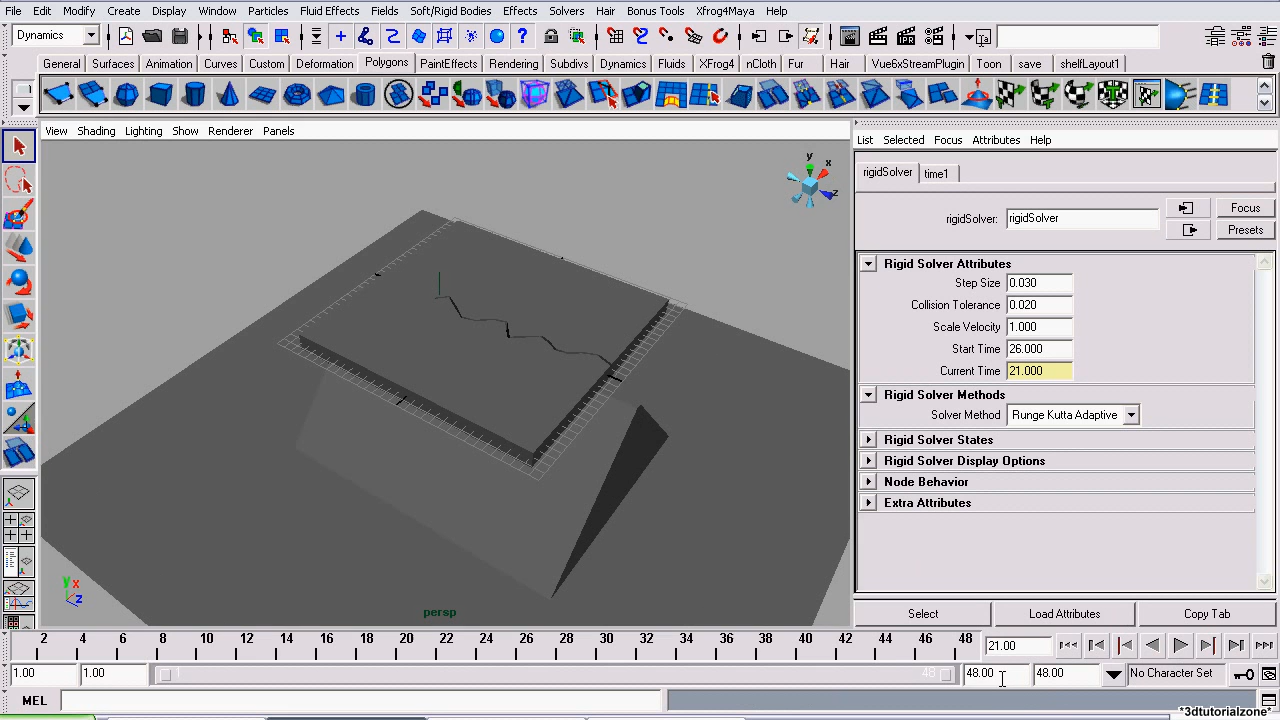 File Edit Modify Create Display Window Particles Fluid Effects Fields Soft/Rigid Bodies Effects Solvers Hair Bonus Tools Xfrog4Maya Help
Dynamics
General Surfaces Animation Curves Custom Deformation Polygons PaintEffects Rendering Subdivs Dynamics Fluids XFrog4 nCloth Fur Hair Vue6xStreamPlugin Toon save shelfLayout1
View Shading Lighting Show Renderer Panels
List Selected Focus Attributes Help
rigidSolver time1
rigidSolver: rigidSolver
Focus
Presets
Rigid Solver Attributes
Step Size 0.030
Collision Tolerance 0.020
Scale Velocity 1.000
Start Time 26.000
Current Time 21.000
Rigid Solver Methods
Solver Method Runge Kutta Adaptive
Rigid Solver States
Rigid Solver Display Options
Node Behavior
Extra Attributes
y x z
y x z
persp
Select Load Attributes Copy Tab
2 4 6 8 10 12 14 16 18 20 22 24 26 28 30 32 34 36 38 40 42 44 46 48 21.00
1.00 1.00 1 48 48.00 48.00 No Character Set
MEL
*3dtutorialzone*